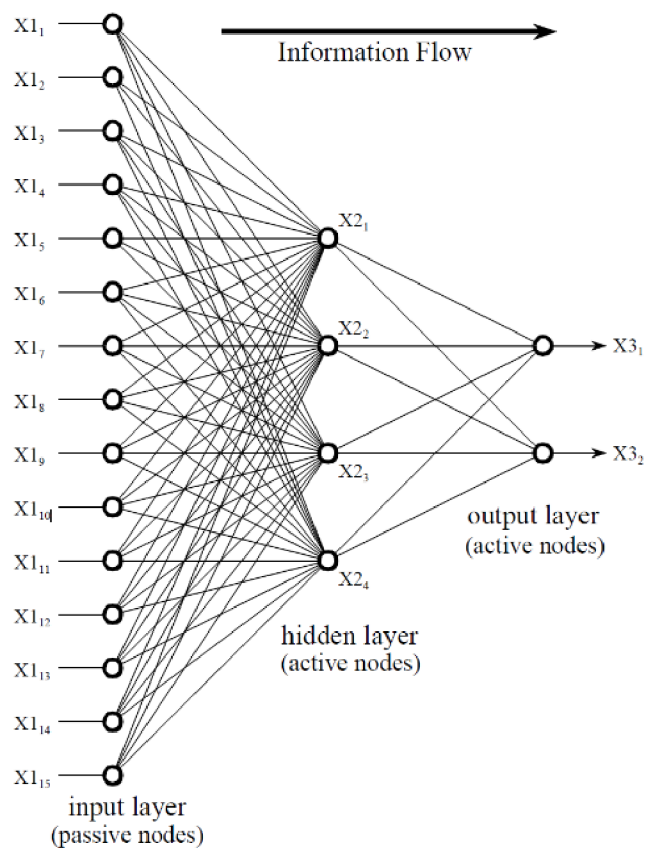 X1₁
Information Flow
X1₂
X1₃
X1₄
X1₅
X1₆
X1₇
X1₈
X1₉
X1₁₀
X1₁₁
X1₁₂
X1₁₃
X1₁₄
X1₁₅
input layer
(passive nodes)
X2₁
X2₂
X2₃
X2₄
hidden layer
(active nodes)
X3₁
X3₂
output layer
(active nodes)